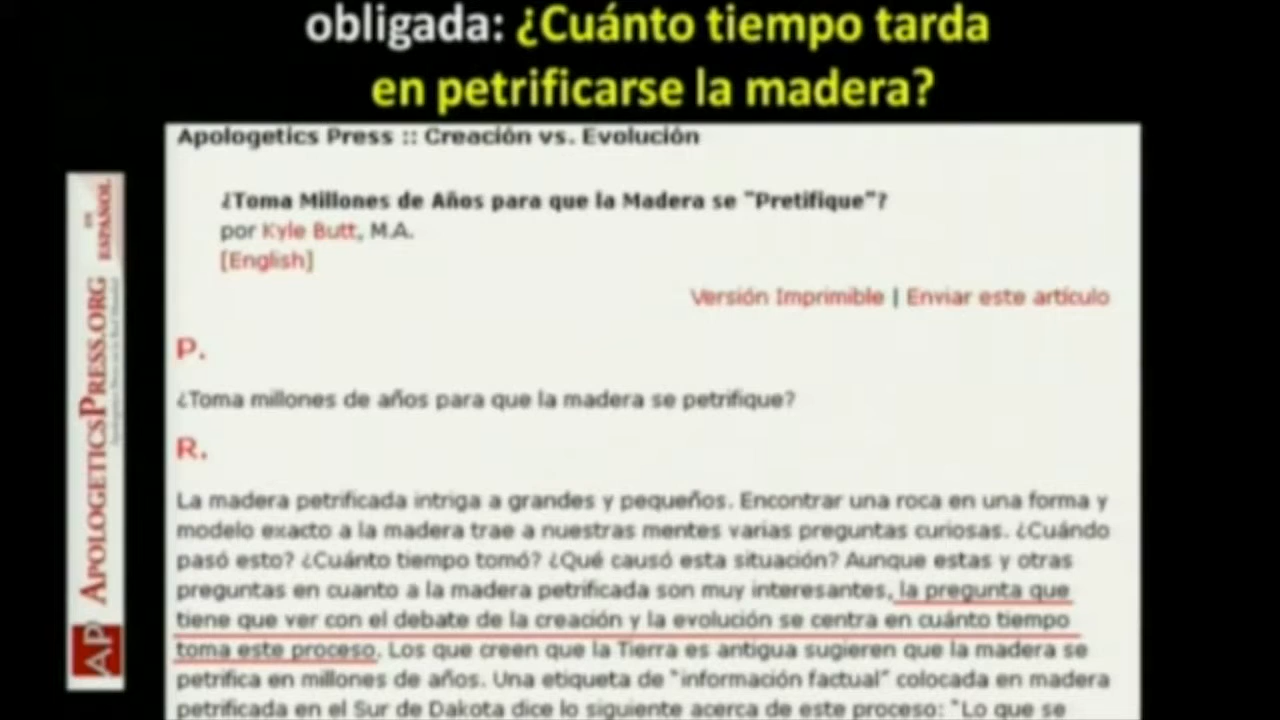 obligada: ¿Cuánto tiempo tarda
en petrificarse la madera?
Apologetics Press :: Creación vs. Evolución
¿Toma Millones de Años para que la Madera se "Pretifique"?
por Kyle Butt, M.A.
[English]
Versión Imprimible | Enviar este artículo
P.
¿Toma millones de años para que la madera se petrifique?
R.
La madera petrificada intriga a grandes y pequeños. Encontrar una roca en una forma y
modelo exacto a la madera trae a nuestras mentes varias preguntas curiosas. ¿Cuándo
pasó esto? ¿Cuánto tiempo tomó? ¿Qué causó esta situación? Aunque estas y otras
preguntas en cuanto a la madera petrificada son muy interesantes, la pregunta que
tiene que ver con el debate de la creación y la evolución se centra en cuánto tiempo
toma este proceso. Los que creen que la Tierra es antigua sugieren que la madera se
petrifica en millones de años. Una etiqueta de "información factual" colocada en madera
petrificada en el Sur de Dakota dice lo siguiente acerca de este proceso: "Lo que se
AP APOLOGETICSPRESS.ORG
EN ESPAÑOL